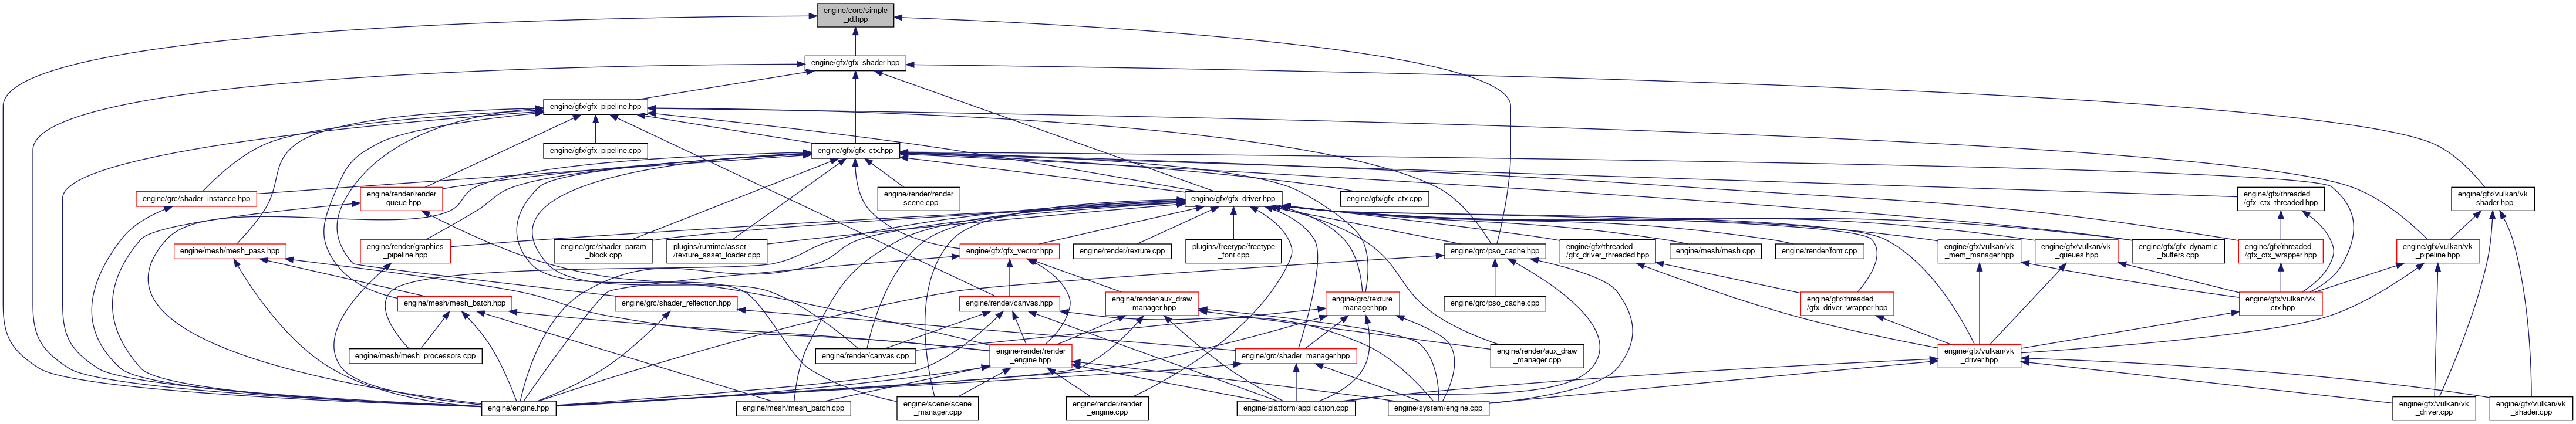 engine/core/simple
_id.hpp
engine/gfx/gfx_shader.hpp
engine/gfx/gfx_pipeline.hpp
engine/gfx/gfx_pipeline.cpp
engine/gfx/gfx_ctx.hpp
engine/grc/shader_instance.hpp
engine/render/render
_queue.hpp
engine/render/render
_scene.cpp
engine/gfx/gfx_driver.hpp
engine/gfx/gfx_ctx.cpp
engine/gfx/threaded
/gfx_ctx_threaded.hpp
engine/gfx/vulkan/vk
_shader.hpp
engine/mesh/mesh_pass.hpp
engine/render/graphics
_pipeline.hpp
engine/grc/shader_param
_block.cpp
plugins/runtime/asset
/texture_asset_loader.cpp
engine/gfx/gfx_vector.hpp
engine/render/texture.cpp
plugins/freetype/freetype
_font.cpp
engine/grc/pso_cache.hpp
engine/gfx/threaded
/gfx_driver_threaded.hpp
engine/mesh/mesh.cpp
engine/render/font.cpp
engine/gfx/vulkan/vk
_mem_manager.hpp
engine/gfx/vulkan/vk
_queues.hpp
engine/gfx/gfx_dynamic
_buffers.cpp
engine/gfx/threaded
/gfx_ctx_wrapper.hpp
engine/gfx/vulkan/vk
_pipeline.hpp
engine/mesh/mesh_batch.hpp
engine/grc/shader_reflection.hpp
engine/render/canvas.hpp
engine/render/aux_draw
_manager.hpp
engine/grc/texture
_manager.hpp
engine/grc/pso_cache.cpp
engine/gfx/threaded
/gfx_driver_wrapper.hpp
engine/gfx/vulkan/vk
_ctx.hpp
engine/mesh/mesh_processors.cpp
engine/render/canvas.cpp
engine/render/render
_engine.hpp
engine/grc/shader_manager.hpp
engine/render/aux_draw
_manager.cpp
engine/gfx/vulkan/vk
_driver.hpp
engine/engine.hpp
engine/mesh/mesh_batch.cpp
engine/scene/scene
_manager.cpp
engine/render/render
_engine.cpp
engine/platform/application.cpp
engine/system/engine.cpp
engine/gfx/vulkan/vk
_driver.cpp
engine/gfx/vulkan/vk
_shader.cpp